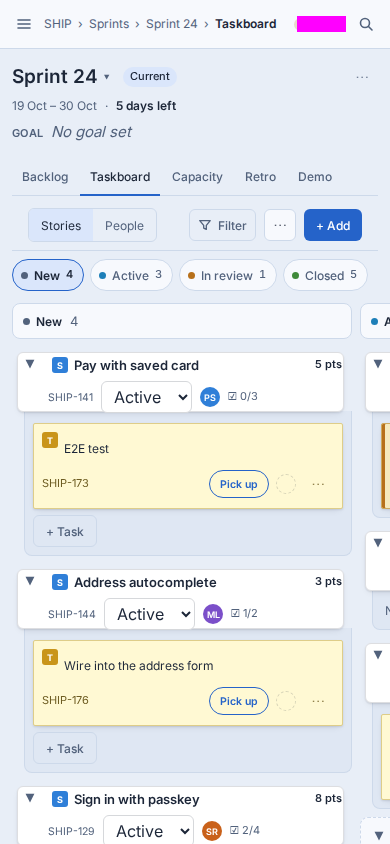 SHIP › Sprints › Sprint 24 › Taskboard
Sprint 24 Current ...
19 Oct – 30 Oct · 5 days left
GOAL No goal set
Backlog Taskboard Capacity Retro Demo
Stories People Filter ... + Add
New 4 Active 3 In review 1 Closed 5
New 4
S Pay with saved card 5 pts
SHIP-141 Active PS 0/3
T E2E test
SHIP-173 Pick up ...
+ Task
S Address autocomplete 3 pts
SHIP-144 Active ML 1/2
T Wire into the address form
SHIP-176 Pick up ...
+ Task
S Sign in with passkey 8 pts
SHIP-129 Active SR 2/4